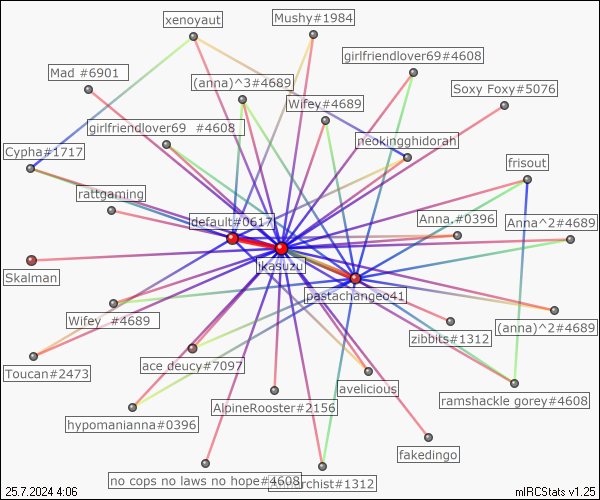 xenoyaut
Mushy#1984
girlfriendlover69#4608
Mad #6901
(anna)^3#4689
Soxy Foxy#5076
Wifey#4689
girlfriendlover69 #4608
neokingghidorah
Cypha#1717
frisout
rattgaming
default#0617
Anna,#0396
Anna^2#4689
ikasuzu
Skalman
pastachangeo41
Wifey #4689
(anna)^2#4689
zibbits#1312
ace deucy#7097
Toucan#2473
avelicious
ramshackle gorey#4608
AlpineRooster#2156
hypomanianna#0396
fakedingo
no cops no laws no hope#4608
rchist#1312
25.7.2024 4:06
mIRCStats v1.25